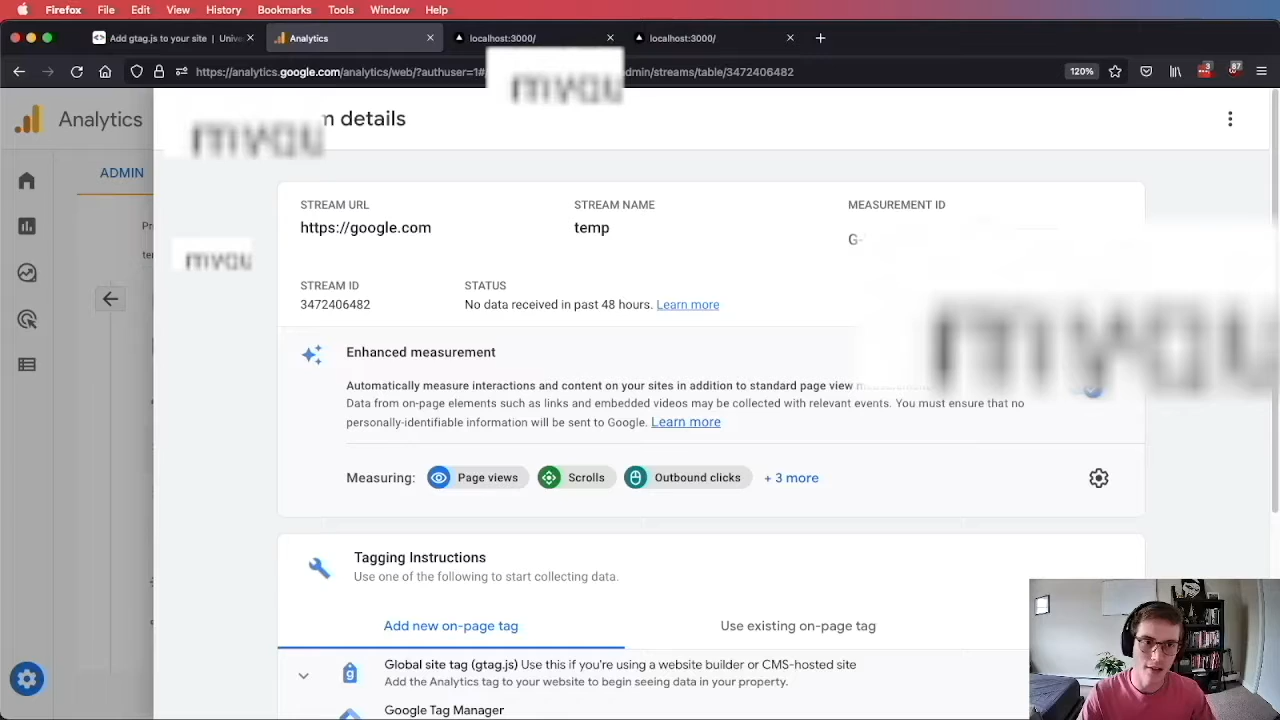 Firefox File Edit View History Bookmarks Tools Window Help
Add gtag.js to your site | Unive
Analytics
localhost:3000/
localhost:3000/
https://analytics.google.com/analytics/web/?authuser=1#
dmin/streams/table/3472406482
120%
3
87
Analytics
details
ADMIN
STREAM URL
STREAM NAME
MEASUREMENT ID
https://google.com
temp
G-
STREAM ID
STATUS
3472406482
No data received in past 48 hours. Learn more
Enhanced measurement
Automatically measure interactions and content on your sites in addition to standard page view
Data from on-page elements such as links and embedded videos may be collected with relevant events. You must ensure that no
personally-identifiable information will be sent to Google. Learn more
Measuring: Page views Scrolls Outbound clicks + 3 more
Tagging Instructions
Use one of the following to start collecting data.
Add new on-page tag
Use existing on-page tag
Global site tag (gtag.js) Use this if you're using a website builder or CMS-hosted site
Add the Analytics tag to your website to begin seeing data in your property.
Google Tag Manager